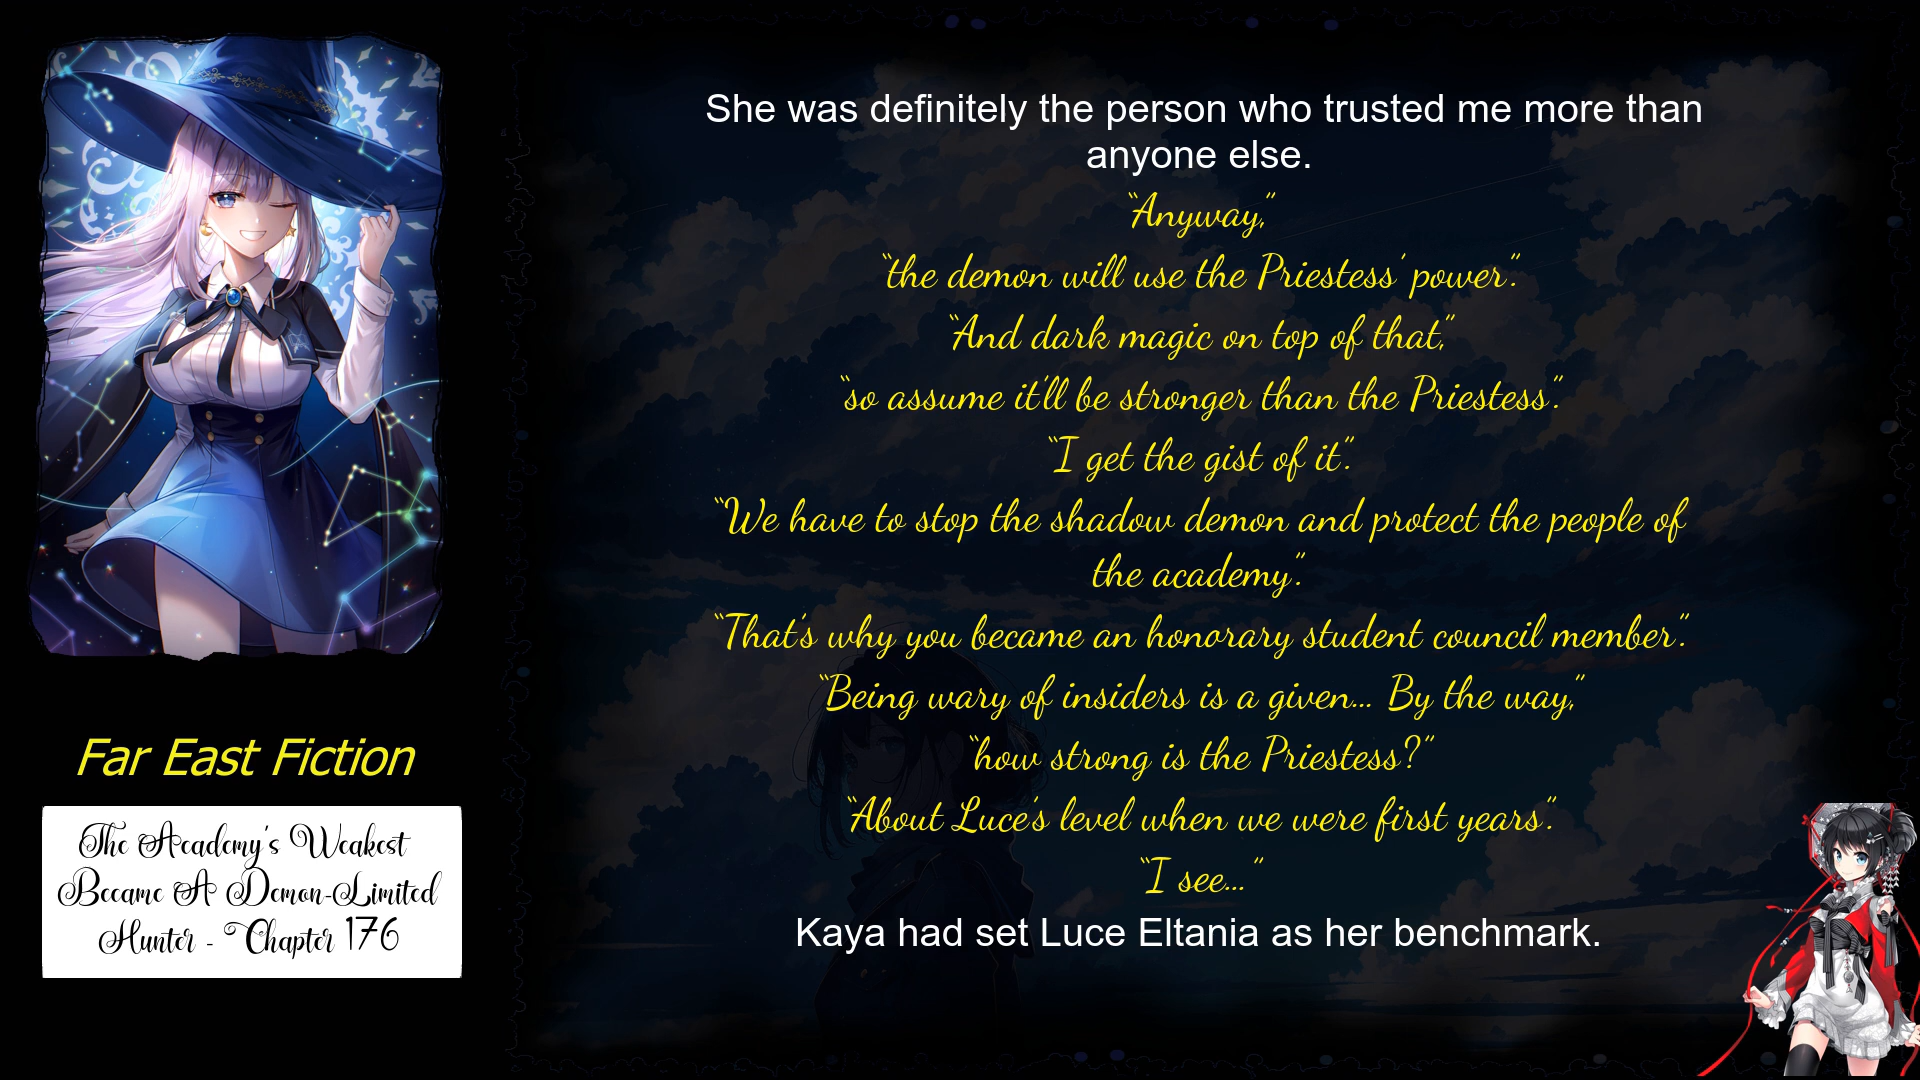 She was definitely the person who trusted me more than
anyone else.
“Anyway,”
“the demon will use the Priestess’ power”.
“And dark magic on top of that,”
“so assume it’ll be stronger than the Priestess”.
“I get the gist of it”.
“We have to stop the shadow demon and protect the people of
the academy”.
“That’s why you became an honorary student council member”.
“Being wary of insiders is a given… By the way,”
“how strong is the Priestess?”
“About Luce’s level when we were first years”.
“I see…”
Kaya had set Luce Eltania as her benchmark.
Far East Fiction
The Academy's Weakest
Became A Demon-Limited
Hunter - Chapter 176